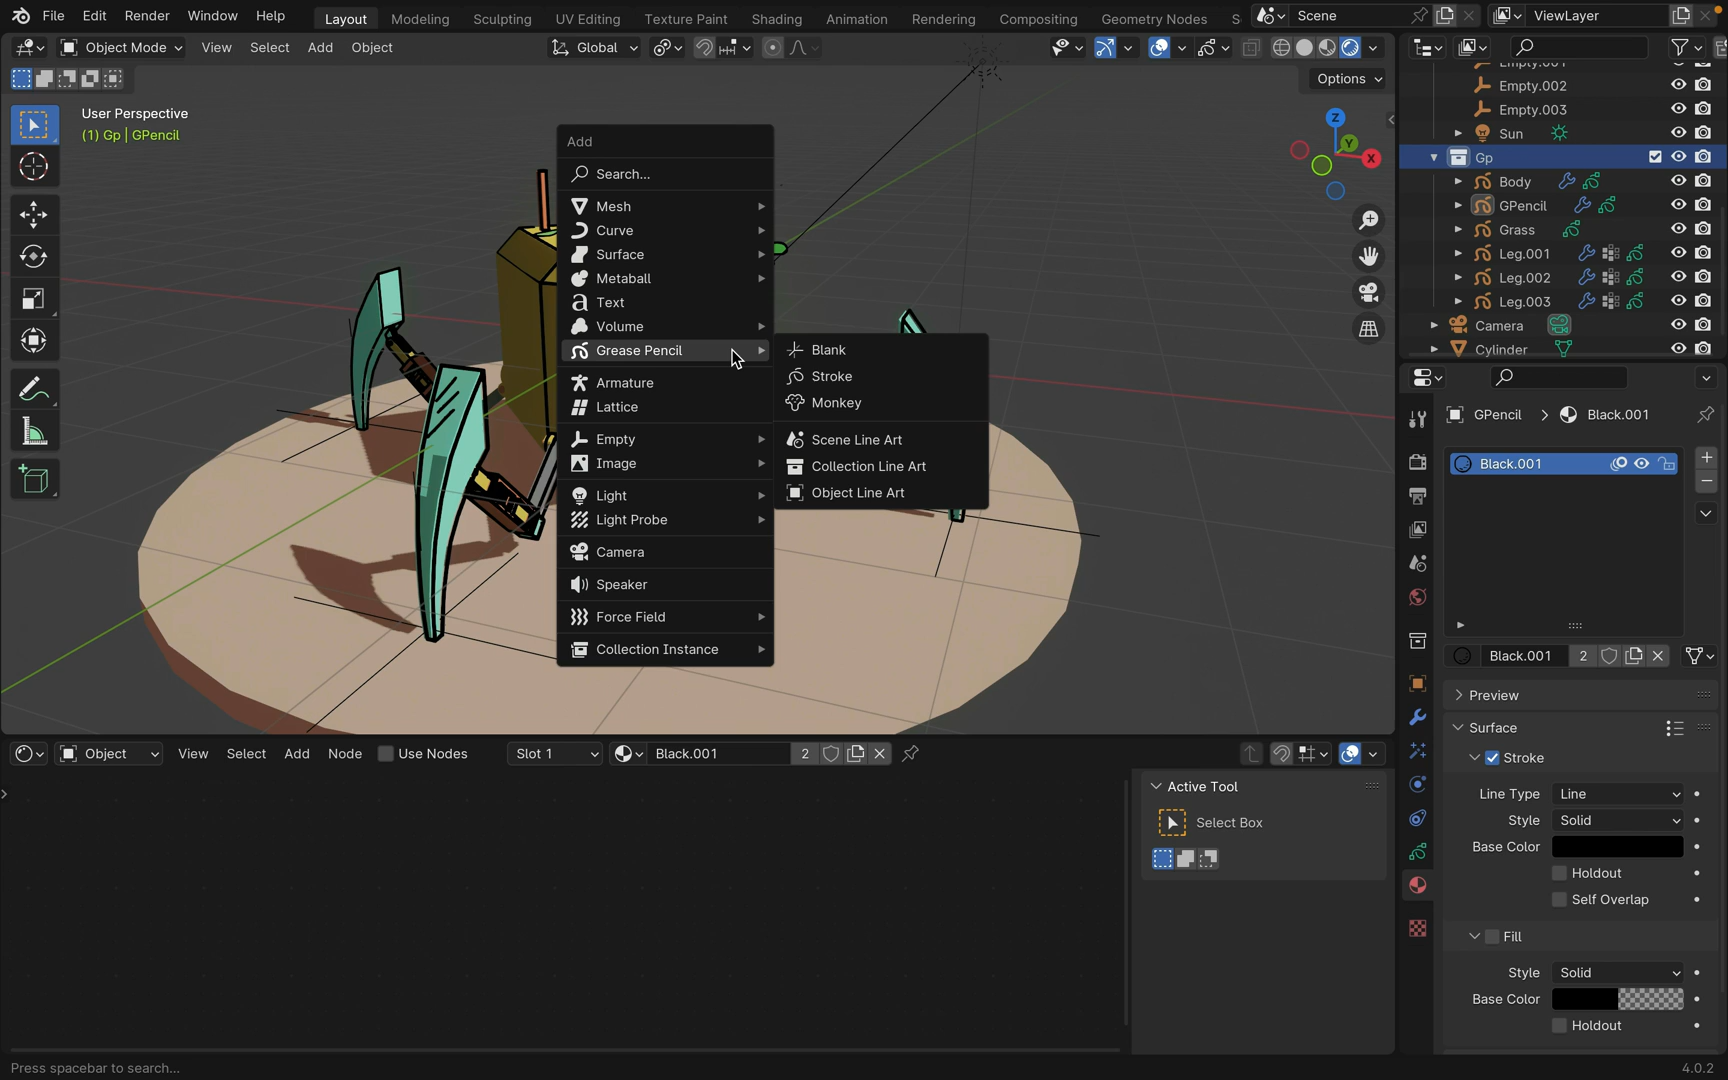 File Edit Render Window Help Layout Modeling Sculpting UV Editing Texture Paint Shading Animation Rendering Compositing Geometry Nodes S Scene ViewLayer
Object Mode View Select Add Object Global
Options
User Perspective
(1) Gp | GPencil
Z
Y
X
Add
Search...
Mesh
Curve
Surface
Metaball
Text
Volume
Grease Pencil
Armature
Lattice
Empty
Image
Light
Light Probe
Camera
Speaker
Force Field
Collection Instance
Blank
Stroke
Monkey
Scene Line Art
Collection Line Art
Object Line Art
Empty.001
Empty.002
Empty.003
Sun
Gp
Body
GPencil
Grass
Leg.001
Leg.002
Leg.003
Camera
Cylinder
GPencil > Black.001
Black.001
Black.001 2
Preview
Surface
Stroke
Line Type Line
Style Solid
Base Color
Holdout
Self Overlap
Fill
Style Solid
Base Color
Holdout
Object View Select Add Node Use Nodes Slot 1 Black.001 2
Active Tool
Select Box
Press spacebar to search...
4.0.2